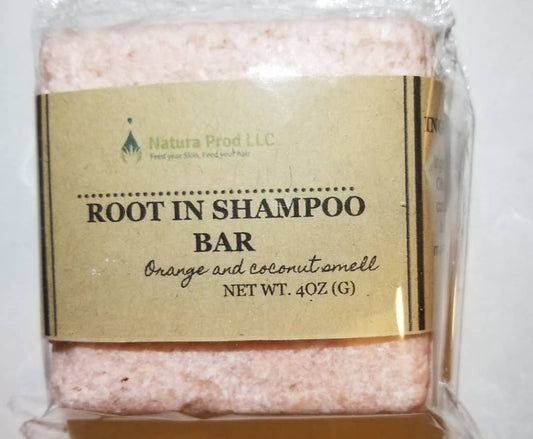 Natura Prod LLC
Feed your Skin, Feed your hair
ROOT IN SHAMPOO
BAR
Orange and coconut smell
NET WT. 4OZ (G)